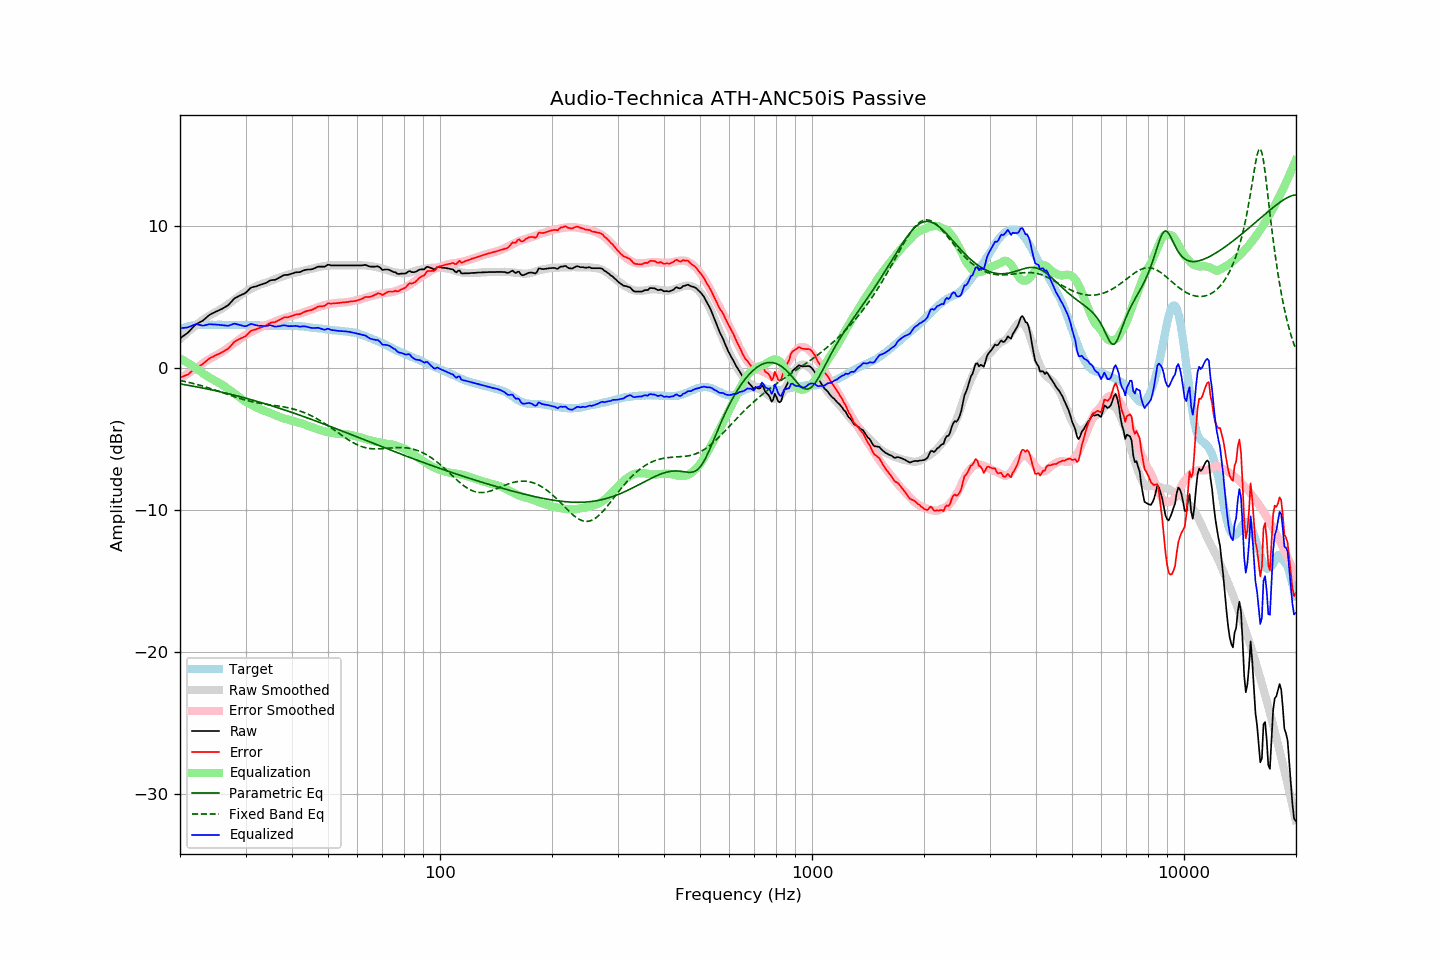 Audio-Technica ATH-ANC50iS Passive
Amplitude (dBr)
10
0
−10
−20
−30
Target
Raw Smoothed
Error Smoothed
Raw
Error
Equalization
Parametric Eq
Fixed Band Eq
Equalized
100
1000
10000
Frequency (Hz)